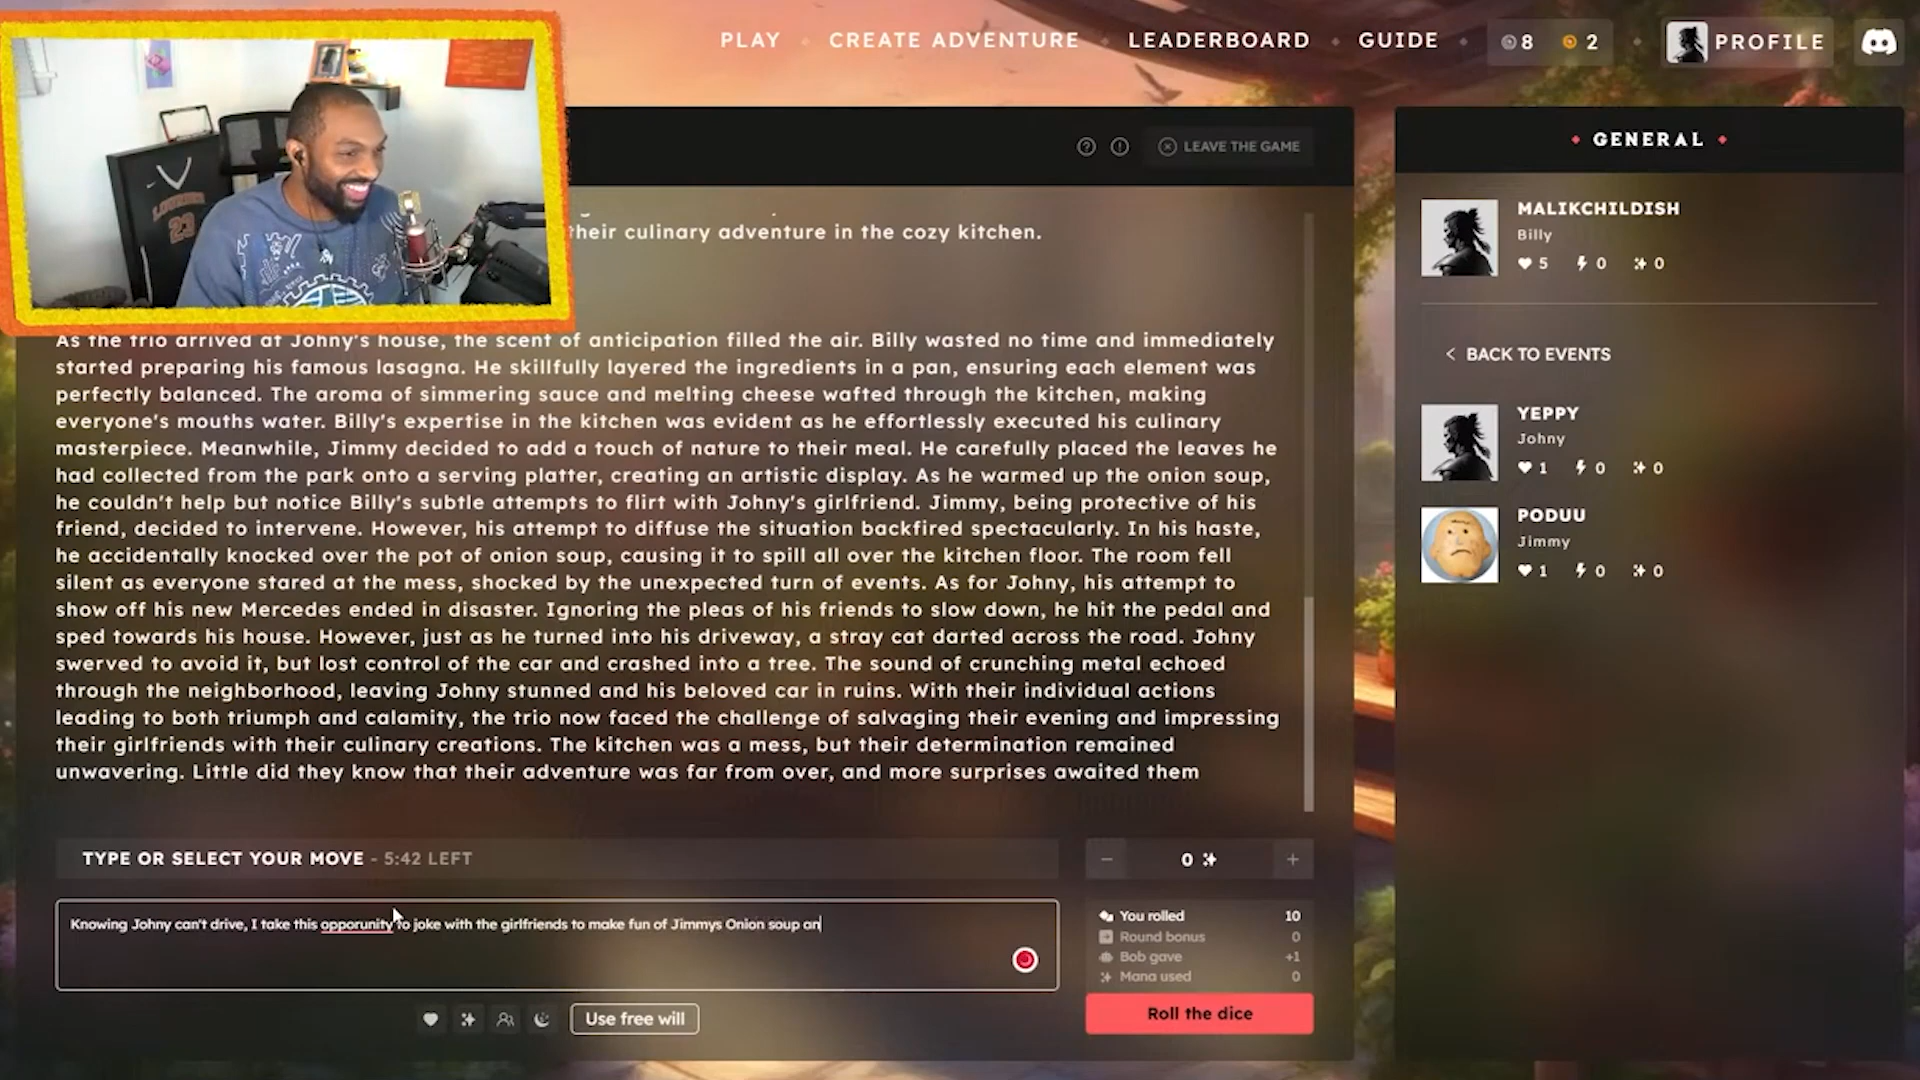 PLAY
CREATE ADVENTURE
LEADERBOARD
GUIDE
8
2
PROFILE
23
LEAVE THE GAME
GENERAL
MALIKCHILDISH
Billy
5 0 0
BACK TO EVENTS
YEPPY
Johny
1 0 0
PODUU
Jimmy
1 0 0
their culinary adventure in the cozy kitchen.
As the trio arrived at Johny's house, the scent of anticipation filled the air. Billy wasted no time and immediately
started preparing his famous lasagna. He skillfully layered the ingredients in a pan, ensuring each element was
perfectly balanced. The aroma of simmering sauce and melting cheese wafted through the kitchen, making
everyone's mouths water. Billy's expertise in the kitchen was evident as he effortlessly executed his culinary
masterpiece. Meanwhile, Jimmy decided to add a touch of nature to their meal. He carefully placed the leaves he
had collected from the park onto a serving platter, creating an artistic display. As he warmed up the onion soup,
he couldn't help but notice Billy's subtle attempts to flirt with Johny's girlfriend. Jimmy, being protective of his
friend, decided to intervene. However, his attempt to diffuse the situation backfired spectacularly. In his haste,
he accidentally knocked over the pot of onion soup, causing it to spill all over the kitchen floor. The room fell
silent as everyone stared at the mess, shocked by the unexpected turn of events. As for Johny, his attempt to
show off his new Mercedes ended in disaster. Ignoring the pleas of his friends to slow down, he hit the pedal and
sped towards his house. However, just as he turned into his driveway, a stray cat darted across the road. Johny
swerved to avoid it, but lost control of the car and crashed into a tree. The sound of crunching metal echoed
through the neighborhood, leaving Johny stunned and his beloved car in ruins. With their individual actions
leading to both triumph and calamity, the trio now faced the challenge of salvaging their evening and impressing
their girlfriends with their culinary creations. The kitchen was a mess, but their determination remained
unwavering. Little did they know that their adventure was far from over, and more surprises awaited them
TYPE OR SELECT YOUR MOVE - 5:42 LEFT
0
Knowing Johny can't drive, I take this opporunity to joke with the girlfriends to make fun of Jimmys Onion soup an
You rolled 10
Round bonus 0
Bob gave +1
Mana used 0
Use free will
Roll the dice